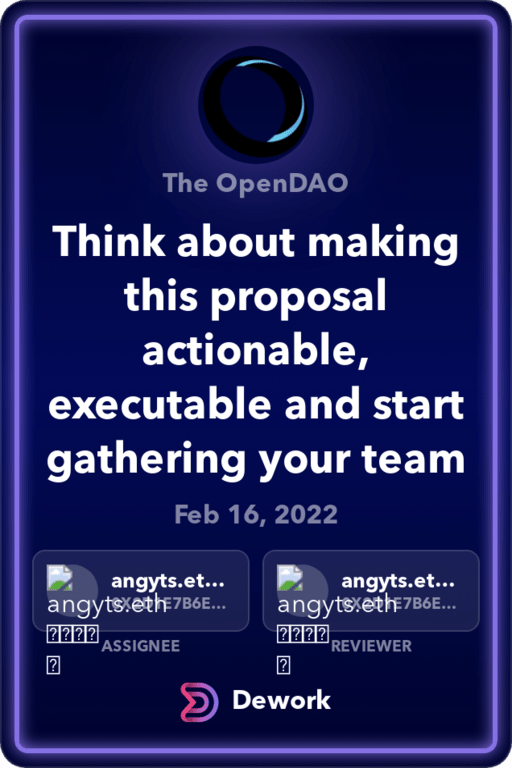 The OpenDAO
Think about making
this proposal
actionable,
executable and start
gathering your team
Feb 16, 2022
angyts.et...
angyts.eth
ASSIGNEE
angyts.et...
angyts.eth
REVIEWER
Dework